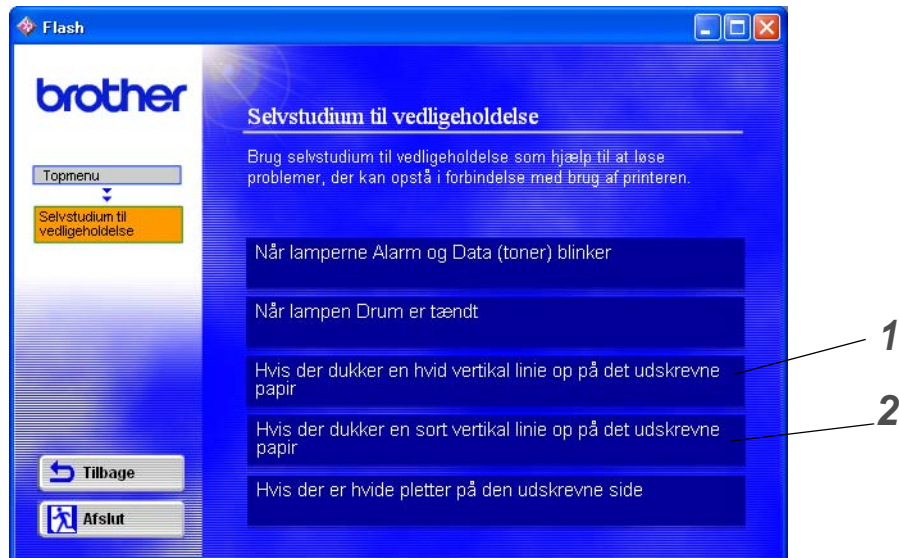 Flash
brother
Topmenu
Selvstudium til
vedligeholdelse
Selvstudium til vedligeholdelse
Brug selvstudium til vedligeholdelse som hjælp til at løse
problemer, der kan opstå i forbindelse med brug af printeren.
Når lamperne Alarm og Data (toner) blinker
Når lampen Drum er tændt
Hvis der dukker en hvid vertikal linie op på det udskrevne
papir
1
Hvis der dukker en sort vertikal linie op på det udskrevne
papir
2
Hvis der er hvide pletter på den udskrevne side
Tilbage
Afslut